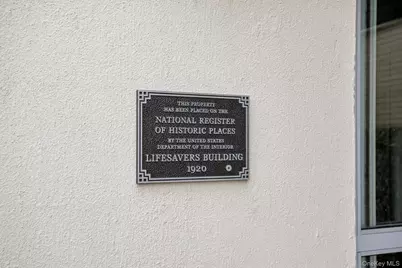 THIS PROPERTY
HAS BEEN PLACED ON THE
NATIONAL REGISTER
OF HISTORIC PLACES
BY THE UNITED STATES
DEPARTMENT OF THE INTERIOR
LIFESAVERS BUILDING
1920
OneKey MLS